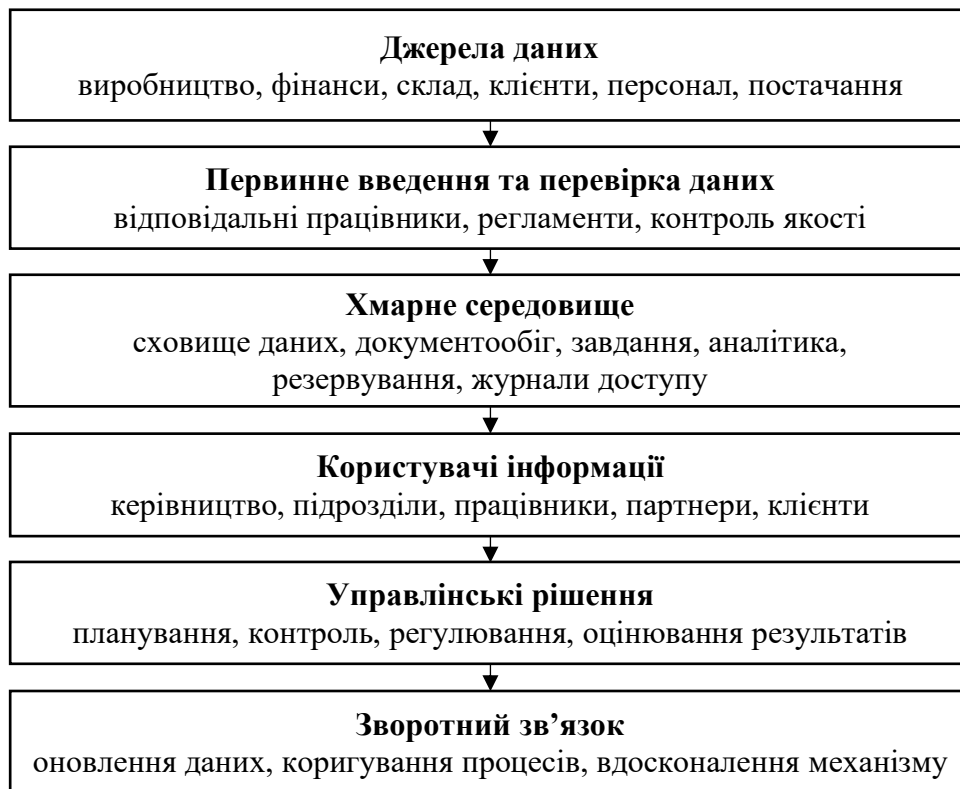 Джерела даних
виробництво, фінанси, склад, клієнти, персонал, постачання
Первинне введення та перевірка даних
відповідальні працівники, регламенти, контроль якості
Хмарне середовище
сховище даних, документообіг, завдання, аналітика,
резервування, журнали доступу
Користувачі інформації
керівництво, підрозділи, працівники, партнери, клієнти
Управлінські рішення
планування, контроль, регулювання, оцінювання результатів
Зворотний зв’язок
оновлення даних, коригування процесів, вдосконалення механізму